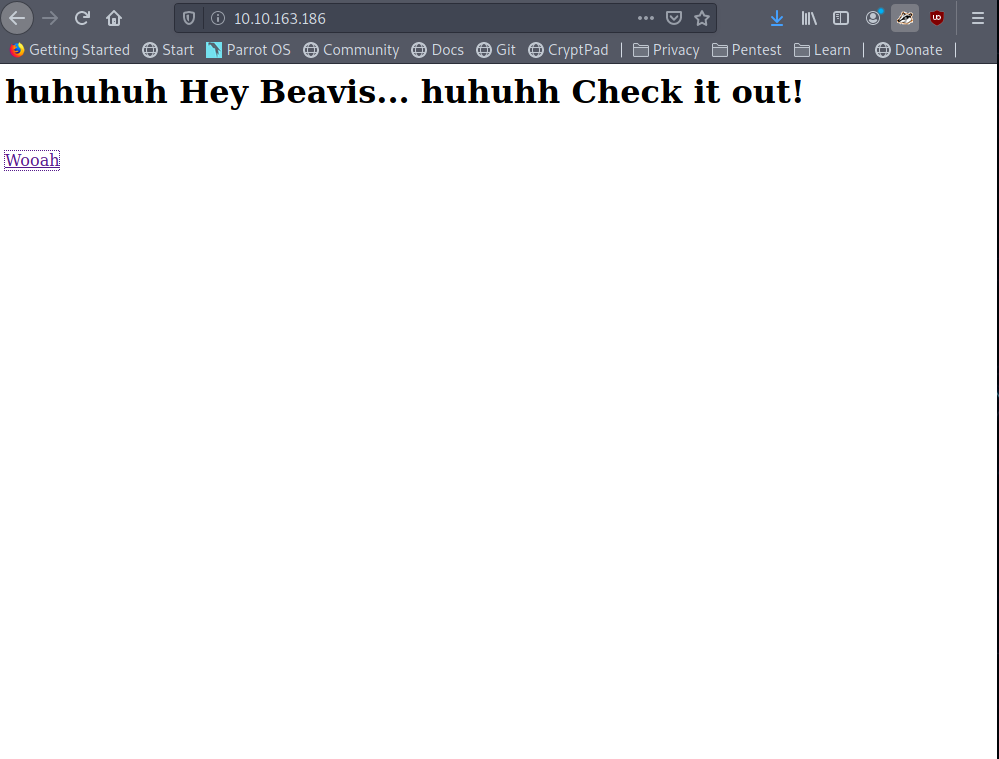 10.10.163.186
Getting Started Start Parrot OS Community Docs Git CryptPad Privacy Pentest Learn Donate
huhuhuh Hey Beavis... huhuhh Check it out!
Wooah